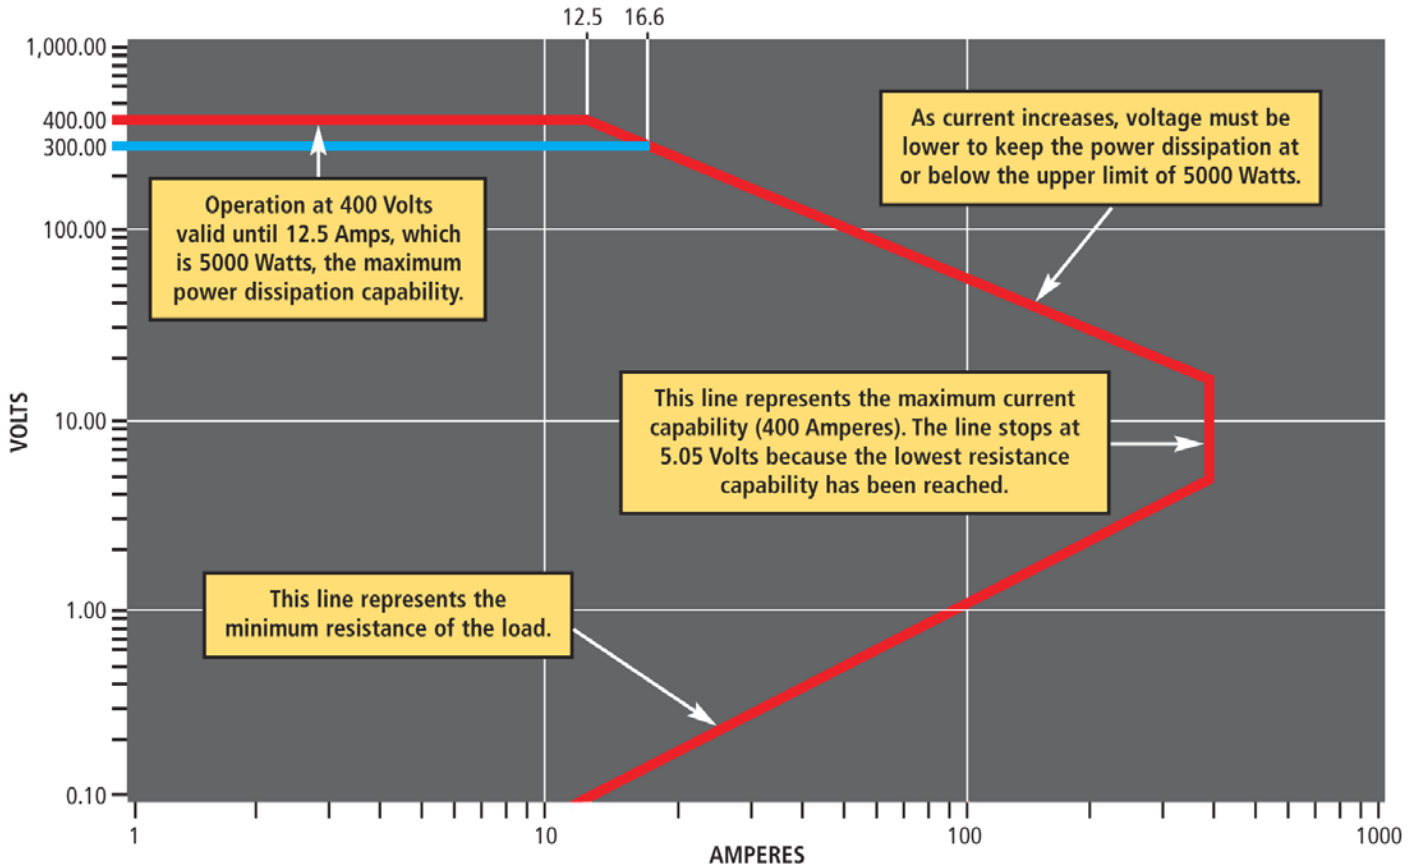 12.5 16.6
1,000.00
400.00
300.00
100.00
10.00
1.00
0.10
VOLTS
Operation at 400 Volts
valid until 12.5 Amps, which
is 5000 Watts, the maximum
power dissipation capability.
As current increases, voltage must be
lower to keep the power dissipation at
or below the upper limit of 5000 Watts.
This line represents the maximum current
capability (400 Amperes). The line stops at
5.05 Volts because the lowest resistance
capability has been reached.
This line represents the
minimum resistance of the load.
1 10 100 1000
AMPERES